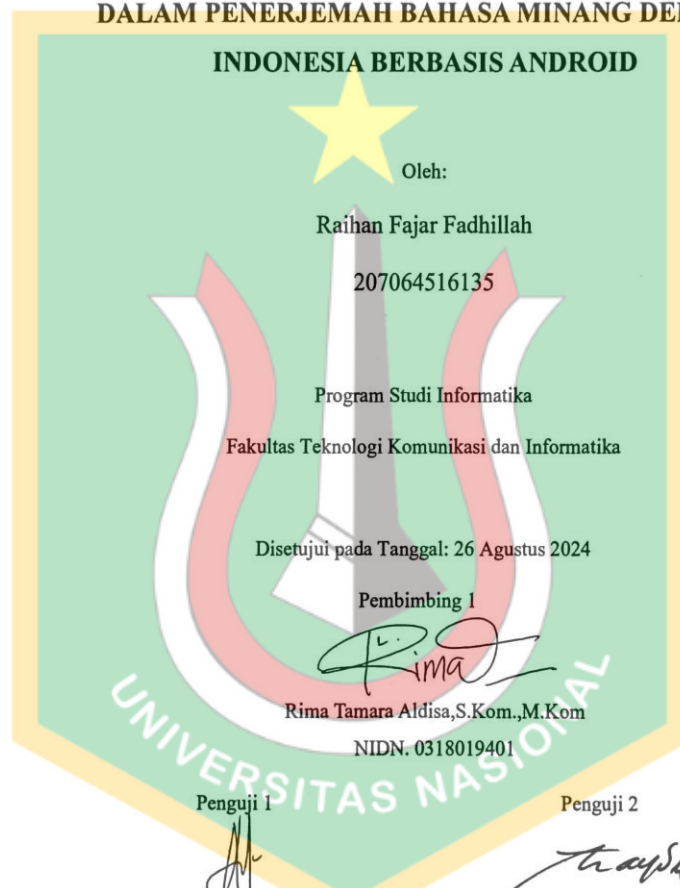 DALAM PENERJEMAH BAHASA MINANG
INDONESIA BERBASIS ANDROID
Oleh:
Raihan Fajar Fadhillah
207064516135
Program Studi Informatika
Fakultas Teknologi Komunikasi dan Informatika
Disetujui pada Tanggal: 26 Agustus 2024
Pembimbing 1
Rima
Rima Tamara Aldisa,S.Kom.,M.Kom
NIDN. 0318019401
UNIVERSITAS NASIONAL
Penguji 1 Penguji 2